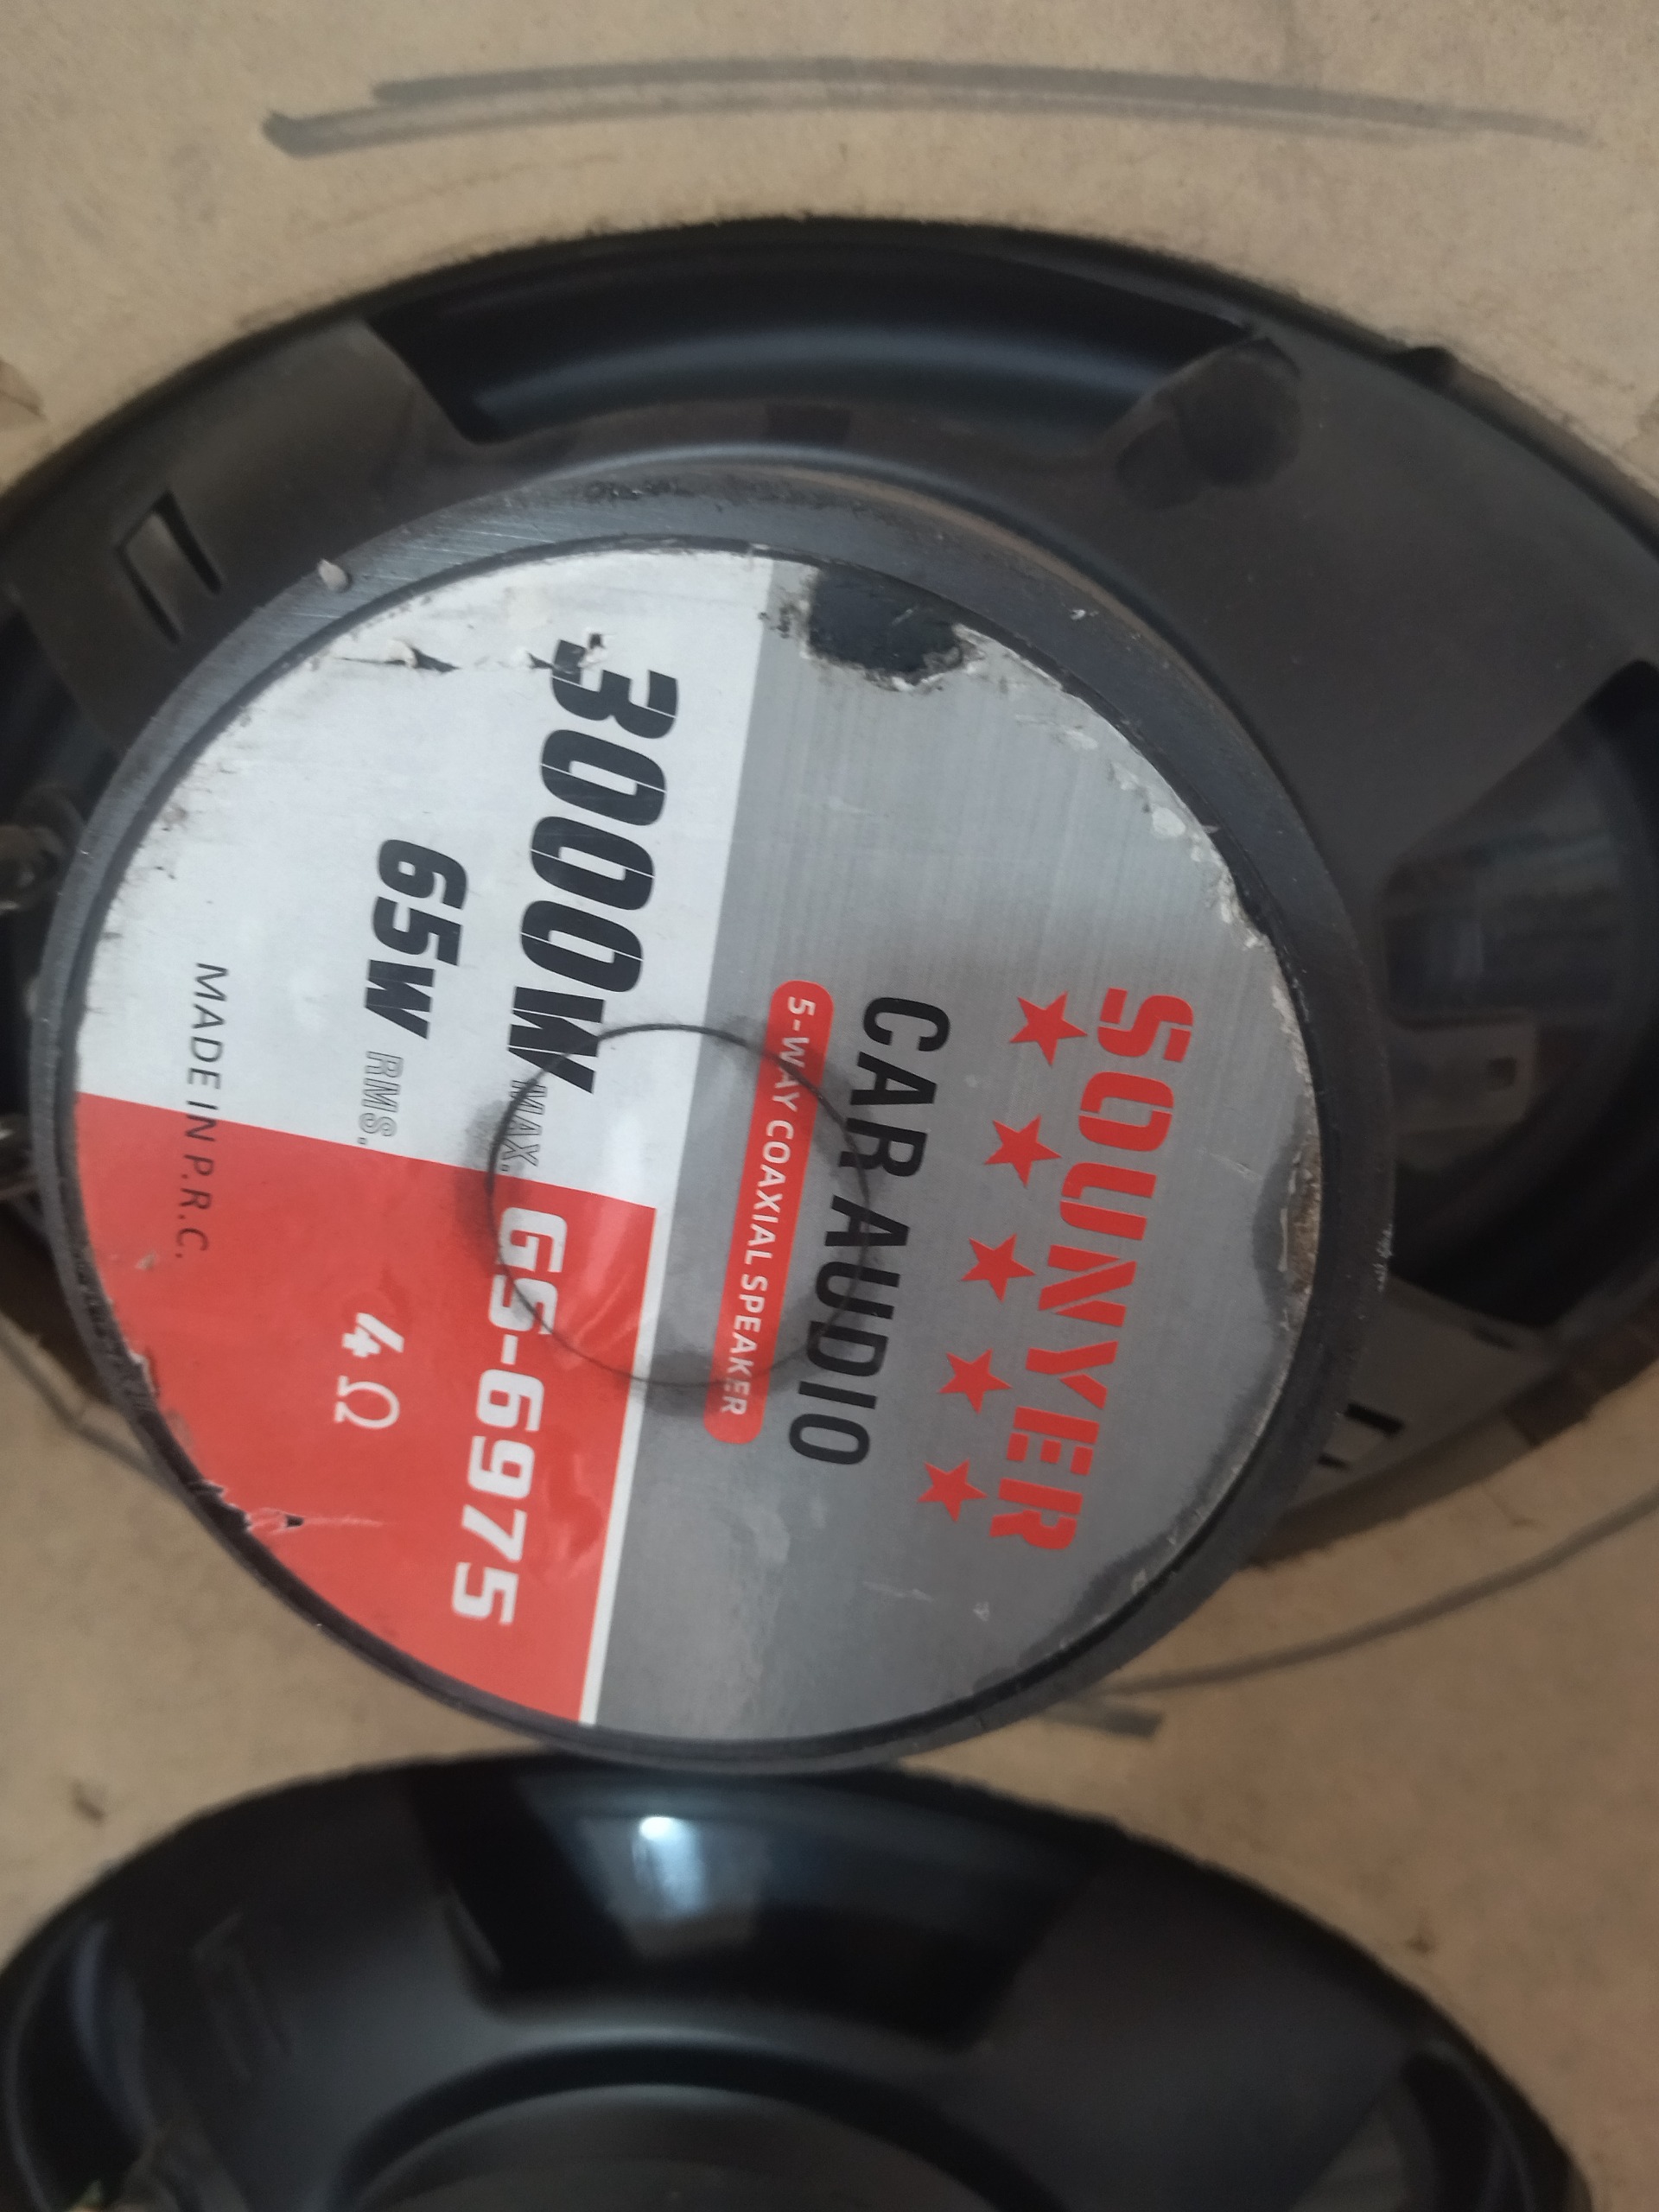 SOUNYER
★★★★★
CAR AUDIO
5-WAY COAXIAL SPEAKER
3000W MAX.
GS-6975
65W RMS.
4Ω
MADE IN P.R.C.